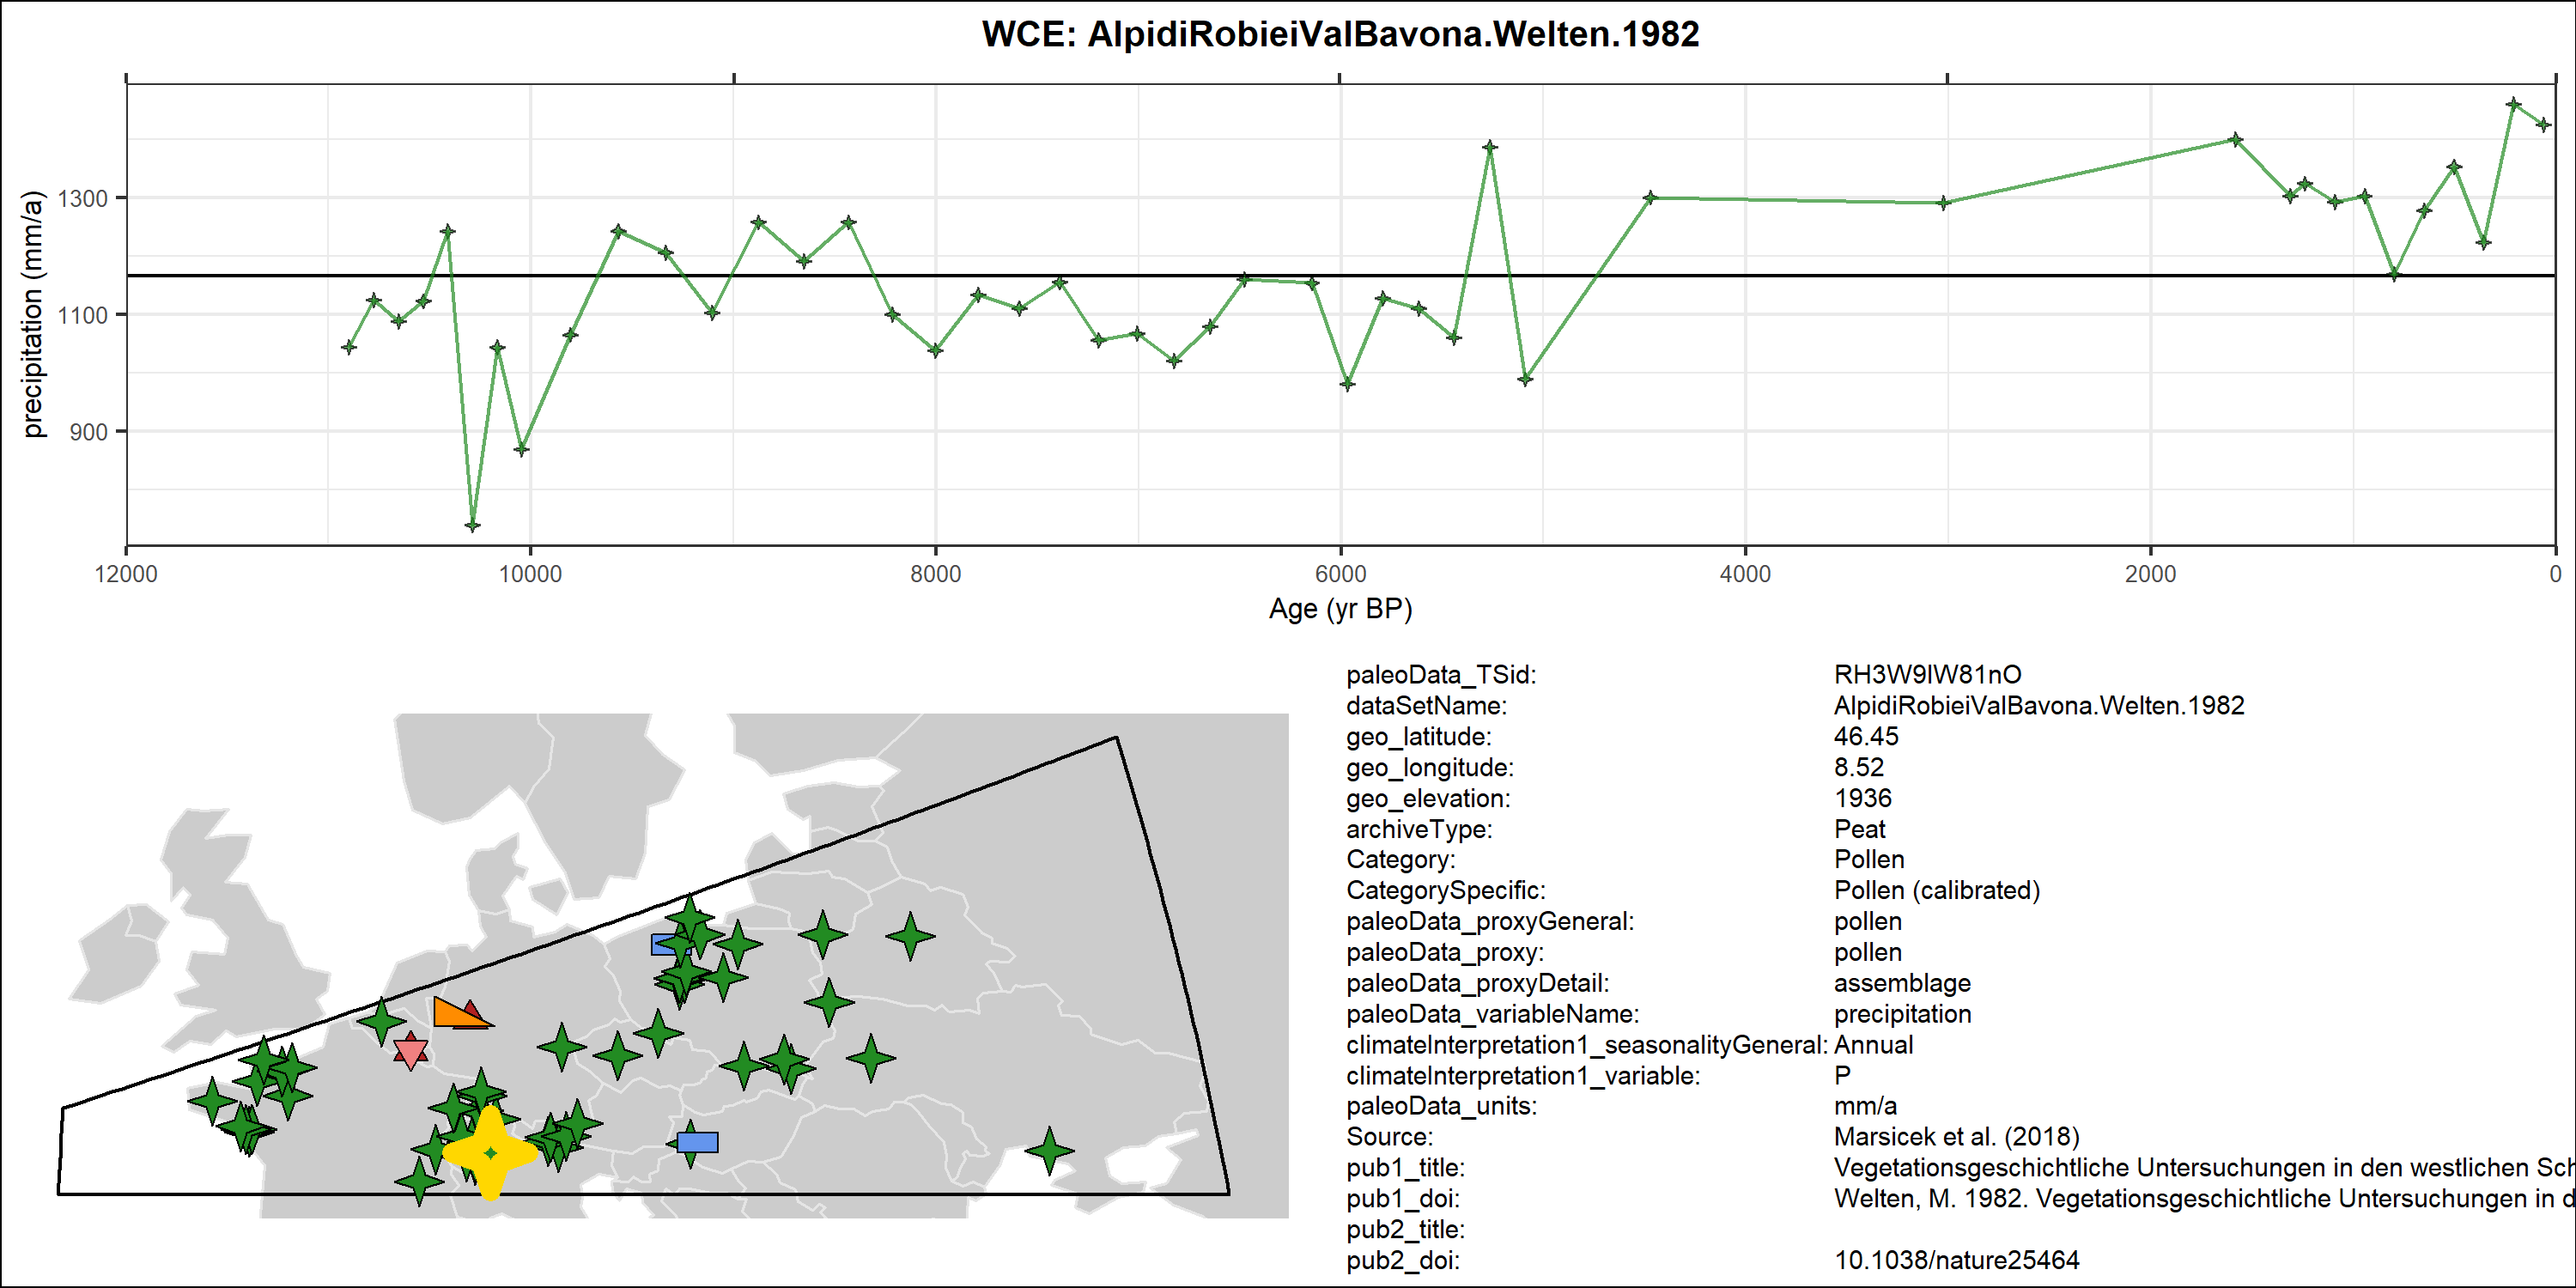 WCE: AlpidiRobieiValBavona.Welten.1982
precipitation (mm/a)
1300
1100
900
12000 10000 8000 6000 4000 2000 0
Age (yr BP)
paleoData_TSid: RH3W9IW81nO
dataSetName: AlpidiRobieiValBavona.Welten.1982
geo_latitude: 46.45
geo_longitude: 8.52
geo_elevation: 1936
archiveType: Peat
Category: Pollen
CategorySpecific: Pollen (calibrated)
paleoData_proxyGeneral: pollen
paleoData_proxy: pollen
paleoData_proxyDetail: assemblage
paleoData_variableName: precipitation
climateInterpretation1_seasonalityGeneral: Annual
climateInterpretation1_variable: P
paleoData_units: mm/a
Source: Marsicek et al. (2018)
pub1_title: Vegetationsgeschichtliche Untersuchungen in den westlichen Sch
pub1_doi: Welten, M. 1982. Vegetationsgeschichtliche Untersuchungen in d
pub2_title:
pub2_doi: 10.1038/nature25464